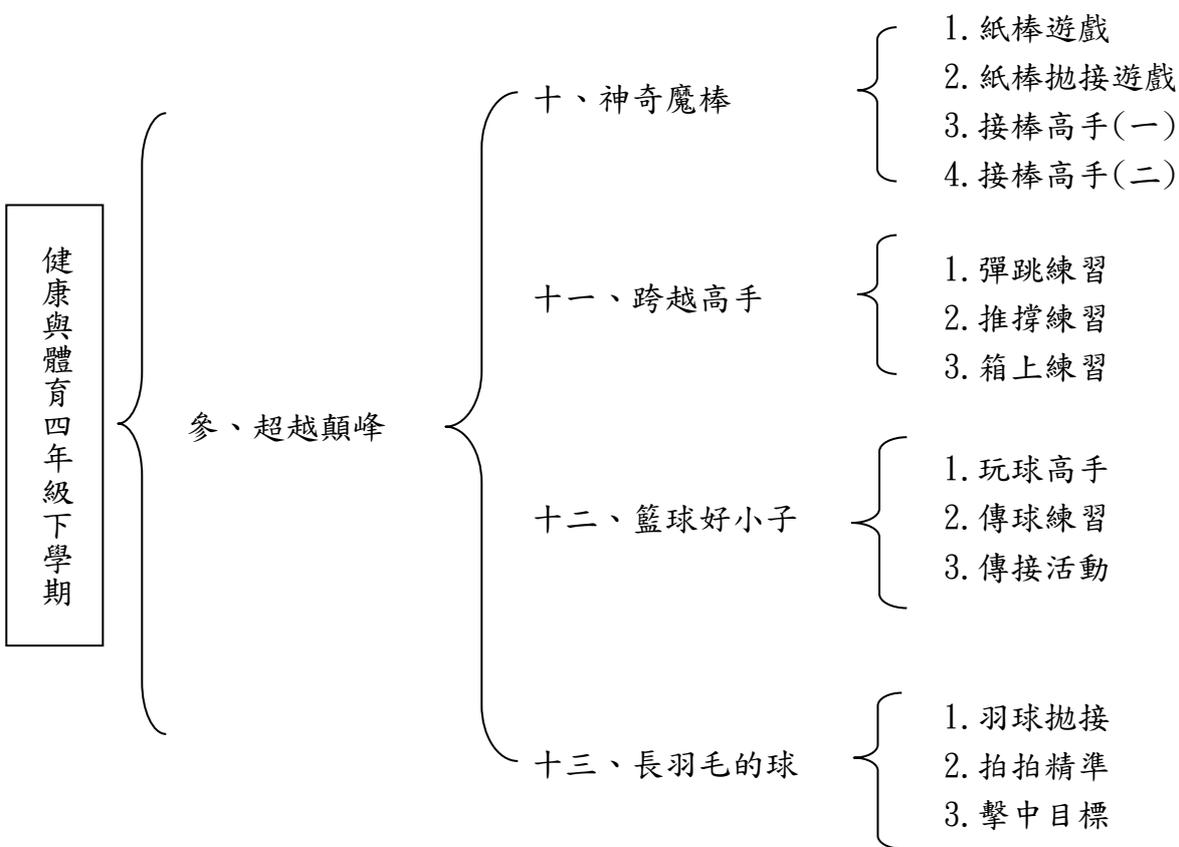 健康與體育四年級下學期
參、超越顛峰
十、神奇魔棒
1.紙棒遊戲
2.紙棒拋接遊戲
3.接棒高手(一)
4.接棒高手(二)
十一、跨越高手
1.彈跳練習
2.推撐練習
3.箱上練習
十二、籃球好小子
1.玩球高手
2.傳球練習
3.傳接活動
十三、長羽毛的球
1.羽球拋接
2.拍拍精準
3.擊中目標